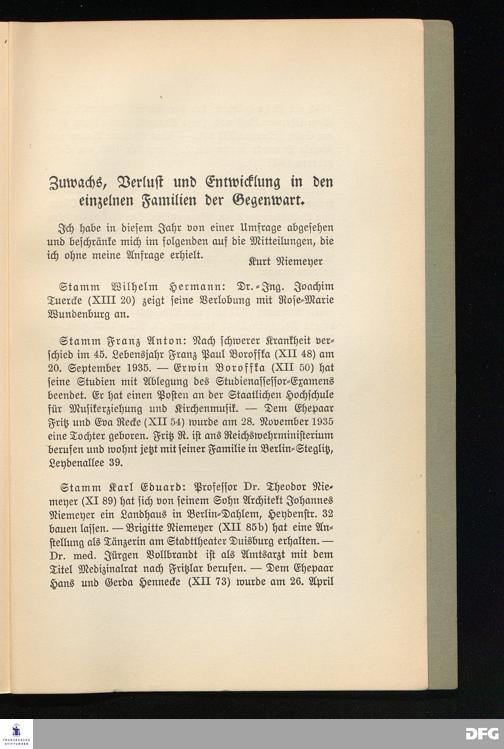 Zuwachs, Verlust und Entwicklung in den
einzelnen Familien der Gegenwart.
Ich habe in diesem Jahr von einer Umfrage abgesehen
und beschränke mich im folgenden auf die Mitteilungen, die
ich ohne meine Anfrage erhielt.
Kurt Niemeyer
Stamm Wilhelm Hermann: Dr.-Ing. Joachim
Tuercke (XIII 20) zeigt seine Verlobung mit Rose-Marie
Wundenburg an.
Stamm Franz Anton: Nach schwerer Krankheit ver-
schied im 45. Lebensjahr Franz Paul Borosska (XII 48) am
20. September 1935. — Erwin Borosska (XII 50) hat
seine Studien mit Ablegung des Studienassessor-Examens
beendet. Er hat einen Posten an der Staatlichen Hochschule
für Musikerziehung und Kirchenmusik. — Dem Ehepaar
Fritz und Eva Recke (XII 54) wurde am 28. November 1935
eine Tochter geboren. Fritz R. ist ans Reichswehrministerium
berufen und wohnt jetzt mit seiner Familie in Berlin-Steglitz,
Leydenallee 39.
Stamm Karl Eduard: Professor Dr. Theodor Nie-
meyer (XI 89) hat sich von seinem Sohn Architekt Johannes
Niemeyer ein Landhaus in Berlin-Dahlem, Heydenstr. 32
bauen lassen. — Brigitte Niemeyer (XII 85b) hat eine An-
stellung als Tänzerin am Stadttheater Duisburg erhalten. —
Dr. med. Jürgen Vollbrandt ist als Amtsarzt mit dem
Titel Medizinalrat nach Fritzlar berufen. — Dem Ehepaar
Hans und Gerda Hennecke (XII 73) wurde am 26. April
FRANCKESCHE
STIFTUNGEN
DFG